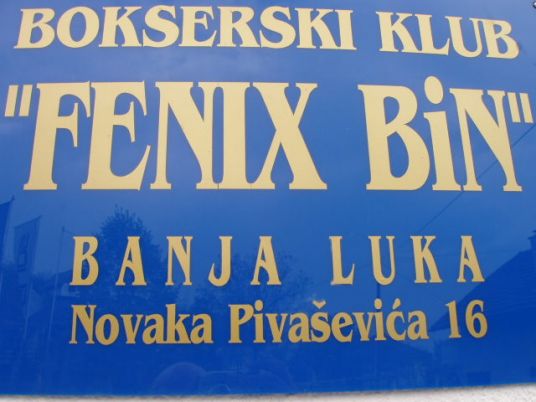 BOKSERSKI KLUB
"FENIX BiN"
BANJA LUKA
Novaka Pivaševića 16